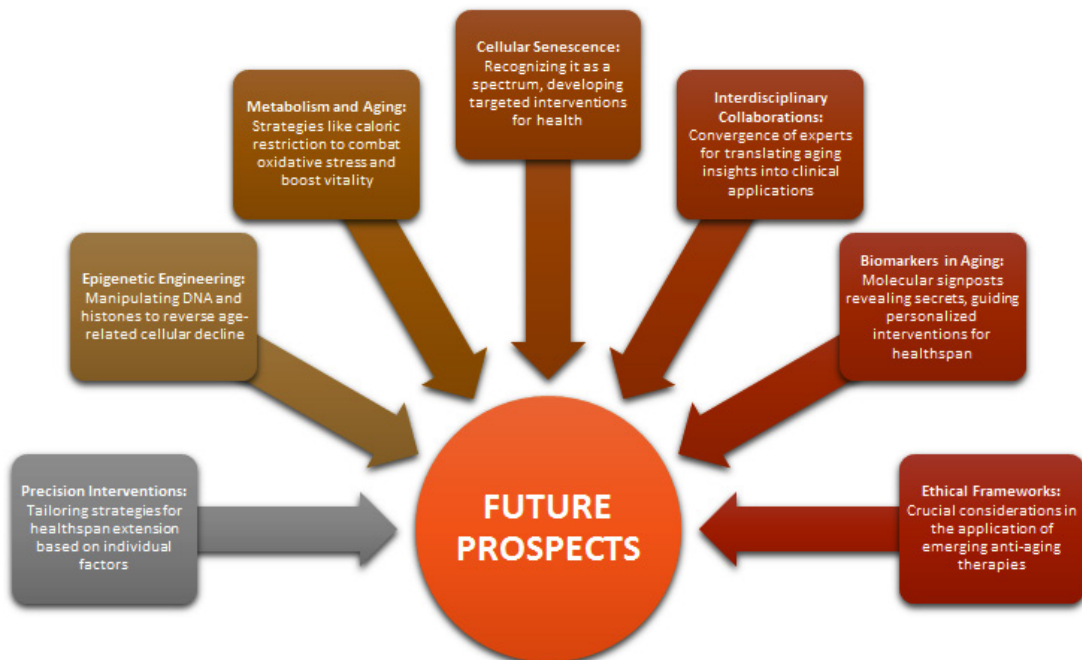 Cellular Senescence:
Recognizing it as a
spectrum, developing
targeted interventions
for health
Metabolism and Aging:
Strategies like caloric
restriction to combat
oxidative stress and
boost vitality
Interdisciplinary
Collaborations:
Convergence of experts
for translating aging
insights into clinical
applications
Epigenetic Engineering:
Manipulating DNA and
histones to reverse age-
related cellular decline
Biomarkers in Aging:
Molecular signposts
revealing secrets, guiding
personalized
interventions for
healthspan
Precision Interventions:
Tailoring strategies for
healthspan extension
based on individual
factors
FUTURE
PROSPECTS
Ethical Frameworks:
Crucial considerations in
the application of
emerging anti-aging
therapies